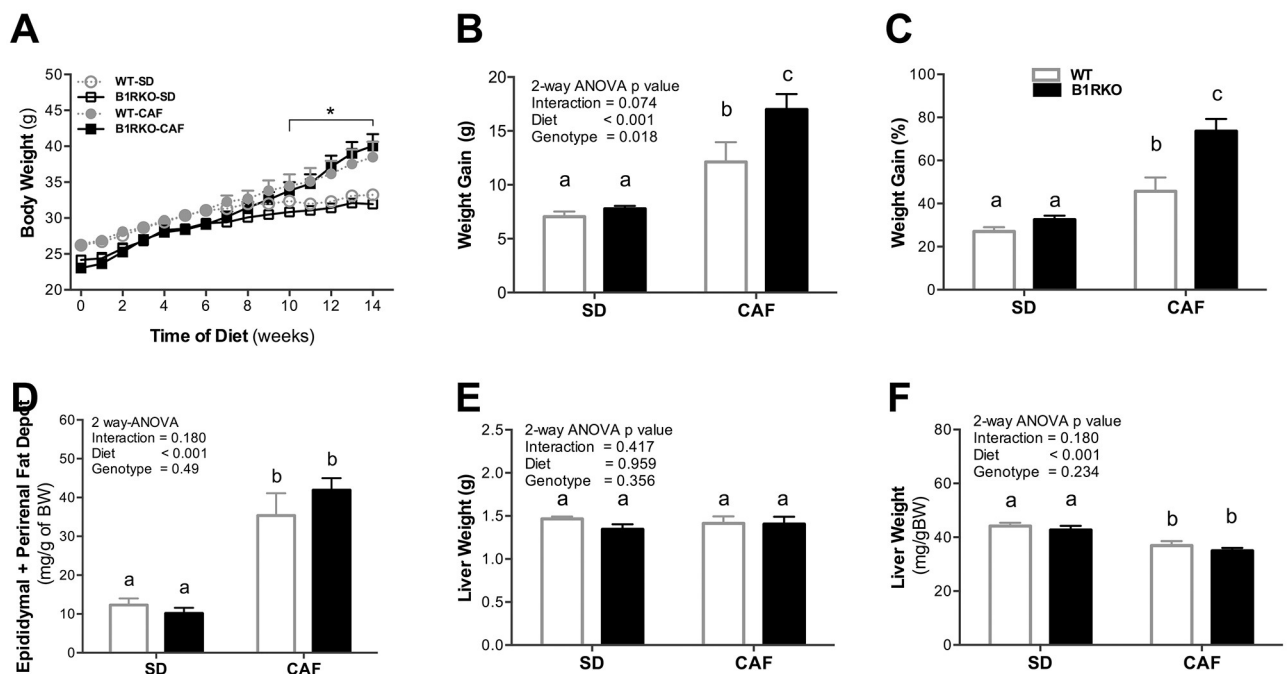 A
50
45
40
35
30
25
20
Body Weight (g)
WT-SD
B1RKO-SD
WT-CAF
B1RKO-CAF
*
0 2 4 6 8 10 12 14
Time of Diet (weeks)
B
20
15
10
5
0
Weight Gain (g)
2-way ANOVA p value
Interaction = 0.074
Diet < 0.001
Genotype = 0.018
a a b c
SD CAF
C
100
80
60
40
20
0
Weight Gain (%)
WT
B1RKO
a a b c
SD CAF
D
60
50
40
30
20
10
0
Epididymal + Perirenal Fat Depot
(mg/g of BW)
2 way-ANOVA
Interaction = 0.180
Diet < 0.001
Genotype = 0.49
a a b b
SD CAF
E
2.5
2.0
1.5
1.0
0.5
0.0
Liver Weight (g)
2-way ANOVA p value
Interaction = 0.417
Diet = 0.959
Genotype = 0.356
a a a a
SD CAF
F
80
60
40
20
0
Liver Weight
(mg/gBW)
2-way ANOVA p value
Interaction = 0.180
Diet < 0.001
Genotype = 0.234
a a b b
SD CAF